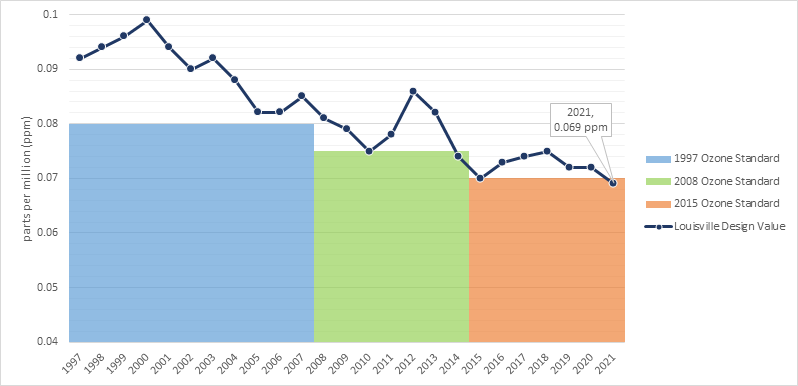 0.1
0.09
0.08
0.07
0.06
0.05
0.04
parts per million (ppm)
2021,
0.069 ppm
1997 Ozone Standard
2008 Ozone Standard
2015 Ozone Standard
Louisville Design Value
1997 1998 1999 2000 2001 2002 2003 2004 2005 2006 2007 2008 2009 2010 2011 2012 2013 2014 2015 2016 2017 2018 2019 2020 2021